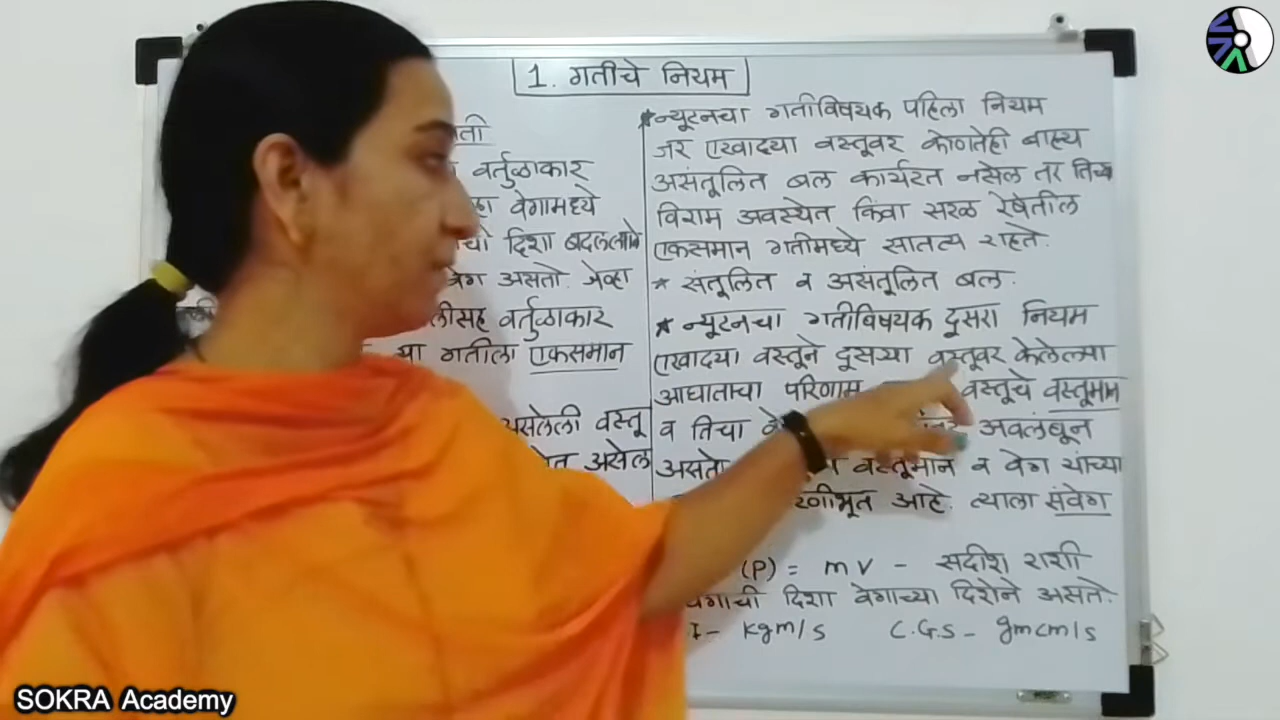 1. गतीचे नियम
वर्तुळाकार
वेगामध्ये
दिशा बदलल्याने
वेग असतो. जेव्हा
वर्तुळाकार
या गतीला एकसमान
असलेली वस्तू
असेल
* न्यूटनचा गतीविषयक पहिला नियम
जर एखाद्या वस्तूवर कोणतेही बाह्य
असंतूलित बल कार्यरत नसेल तर तिच्या
विराम अवस्थेत किंवा सरळ रेषेतील
एकसमान गतीमध्ये सातत्य राहते.
* संतूलित व असंतूलित बल.
* न्यूटनचा गतीविषयक दुसरा नियम
एखाद्या वस्तूने दुसऱ्या वस्तूवर केलेल्या
आघाताचा परिणाम वस्तूचे वस्तूमान
व तिचा अवलंबून
असतो वस्तूमान व वेग यांच्या
आहे. त्याला संवेग
(P) = mv - सदीश राशी
दिशा वेगाच्या दिशेने असते.
kgm/s C.G.S - gmcm/s
SOKRA Academy